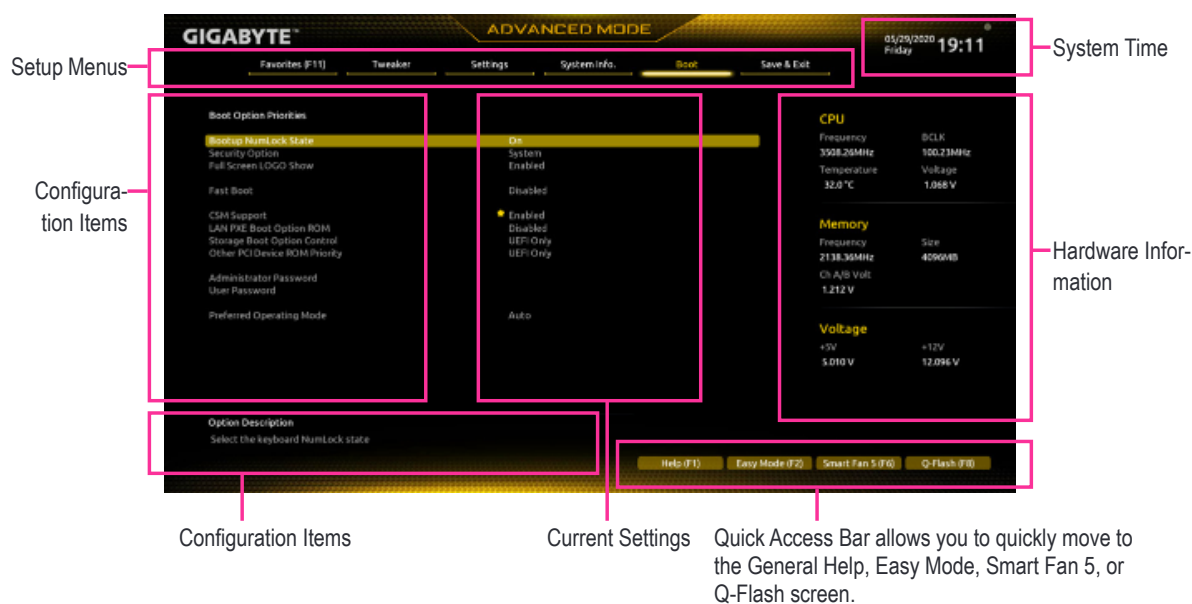 GIGABYTE™
ADVANCED MODE
05/29/2020
Friday
19:11
System Time
Setup Menus
Favorites (F11)
Tweaker
Settings
System Info.
Boot
Save & Exit
Boot Option Priorities
Bootup NumLock State On
Security Option System
Full Screen LOGO Show Enabled
Fast Boot Disabled
CSM Support Enabled
LAN PXE Boot Option ROM Disabled
Storage Boot Option Control UEFI Only
Other PCI Device ROM Priority UEFI Only
Administrator Password
User Password
Preferred Operating Mode Auto
Configura-
tion Items
CPU
Frequency BCLK
3508.26MHz 100.23MHz
Temperature Voltage
32.0 °C 1.068 V
Memory
Frequency Size
2138.36MHz 4096MB
Ch A/B Volt
1.212 V
Voltage
+5V +12V
5.010 V 12.096 V
Hardware Infor-
mation
Option Description
Select the keyboard NumLock state
Help (F1)
Easy Mode (F2)
Smart Fan 5 (F6)
Q-Flash (F8)
Configuration Items
Current Settings
Quick Access Bar allows you to quickly move to
the General Help, Easy Mode, Smart Fan 5, or
Q-Flash screen.